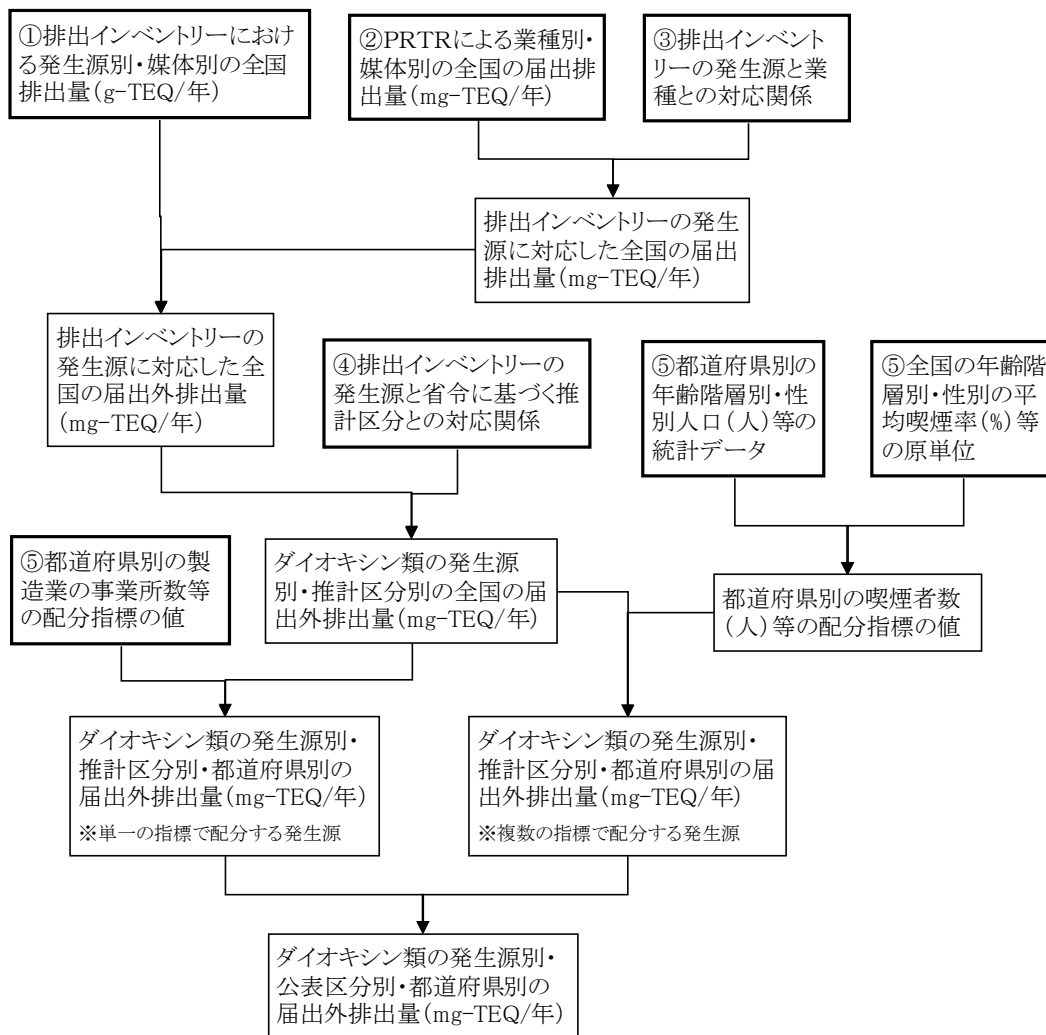 ①排出インベントリーにおけ
る発生源別・媒体別の全国
排出量(g-TEQ/年)
②PRTRによる業種別・
媒体別の全国の届出排
出量(mg-TEQ/年)
③排出インベント
リーの発生源と業
種との対応関係
排出インベントリーの発生
源に対応した全国の届出
排出量(mg-TEQ/年)
排出インベントリーの
発生源に対応した全
国の届出外排出量
(mg-TEQ/年)
④排出インベントリーの
発生源と省令に基づく推
計区分との対応関係
⑤都道府県別の
年齢階層別・性
別人口(人)等の
統計データ
⑤全国の年齢階
層別・性別の平
均喫煙率(%)等
の原単位
⑤都道府県別の製
造業の事業所数等
の配分指標の値
ダイオキシン類の発生源
別・推計区分別の全国の届
出外排出量(mg-TEQ/年)
都道府県別の喫煙者数
(人)等の配分指標の値
ダイオキシン類の発生源別・
推計区分別・都道府県別の
届出外排出量(mg-TEQ/年)
※単一の指標で配分する発生源
ダイオキシン類の発生源別・
推計区分別・都道府県別の届
出外排出量(mg-TEQ/年)
※複数の指標で配分する発生源
ダイオキシン類の発生源別・
公表区分別・都道府県別の
届出外排出量(mg-TEQ/年)